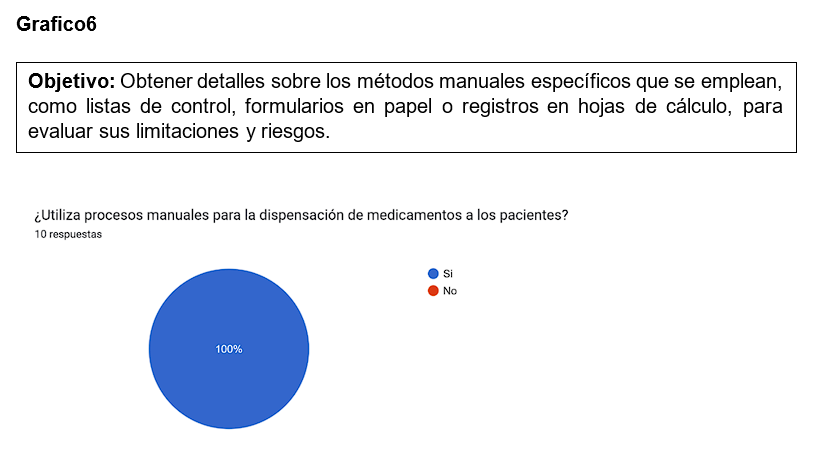 Grafico6
Objetivo: Obtener detalles sobre los métodos manuales específicos que se emplean,
como listas de control, formularios en papel o registros en hojas de cálculo, para
evaluar sus limitaciones y riesgos.
¿Utiliza procesos manuales para la dispensación de medicamentos a los pacientes?
10 respuestas
Si
No
100%